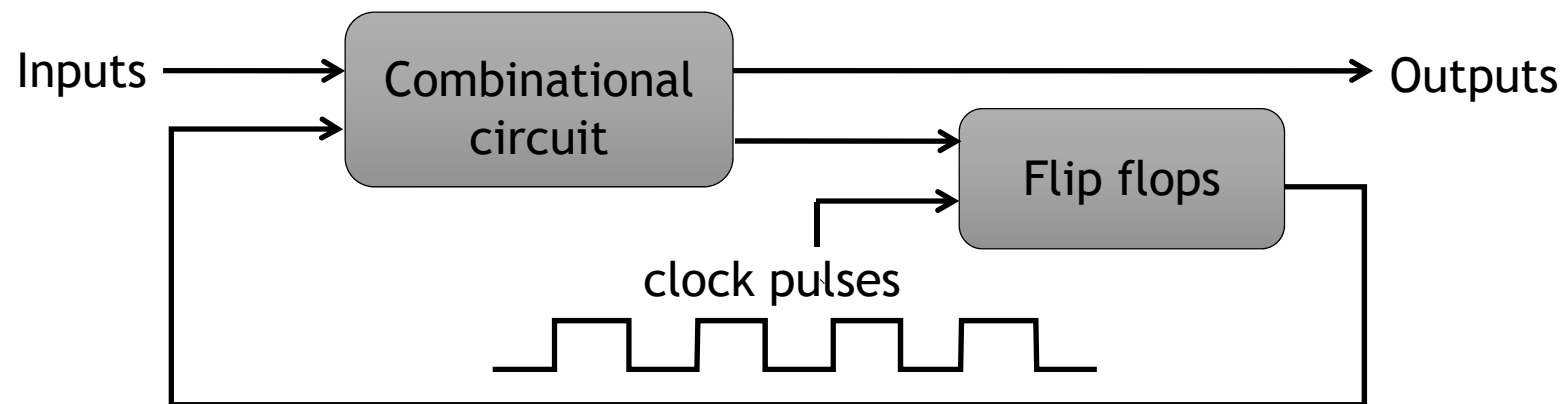 Inputs
Combinational
circuit
Outputs
Flip flops
clock pulses